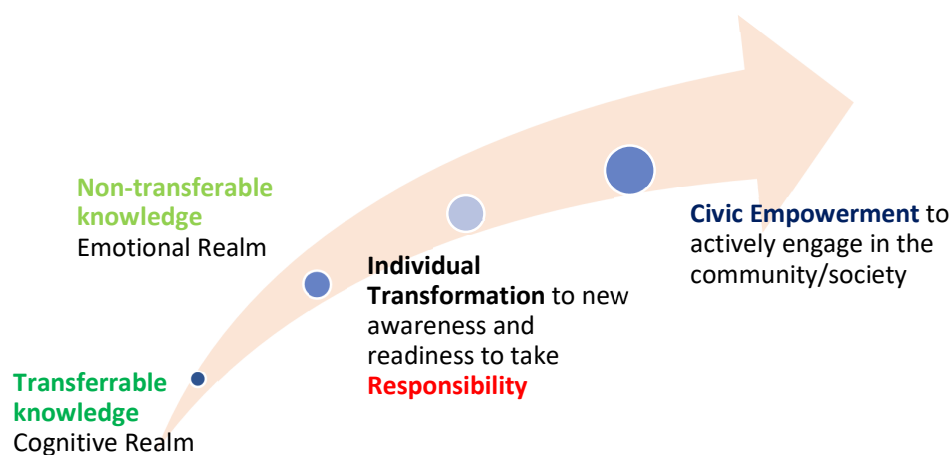 Transferrable
knowledge
Cognitive Realm
Non-transferable
knowledge
Emotional Realm
Individual
Transformation to new
awareness and
readiness to take
Responsibility
Civic Empowerment to
actively engage in the
community/society